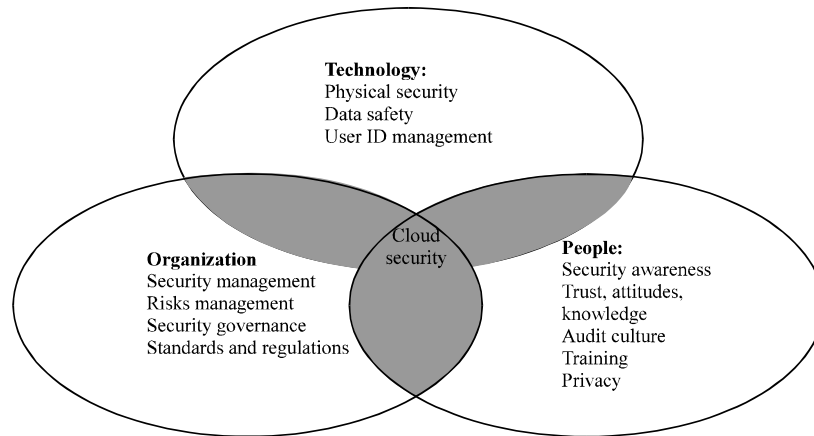 Technology:
Physical security
Data safety
User ID management
Cloud
security
Organization
Security management
Risks management
Security governance
Standards and regulations
People:
Security awareness
Trust, attitudes,
knowledge
Audit culture
Training
Privacy